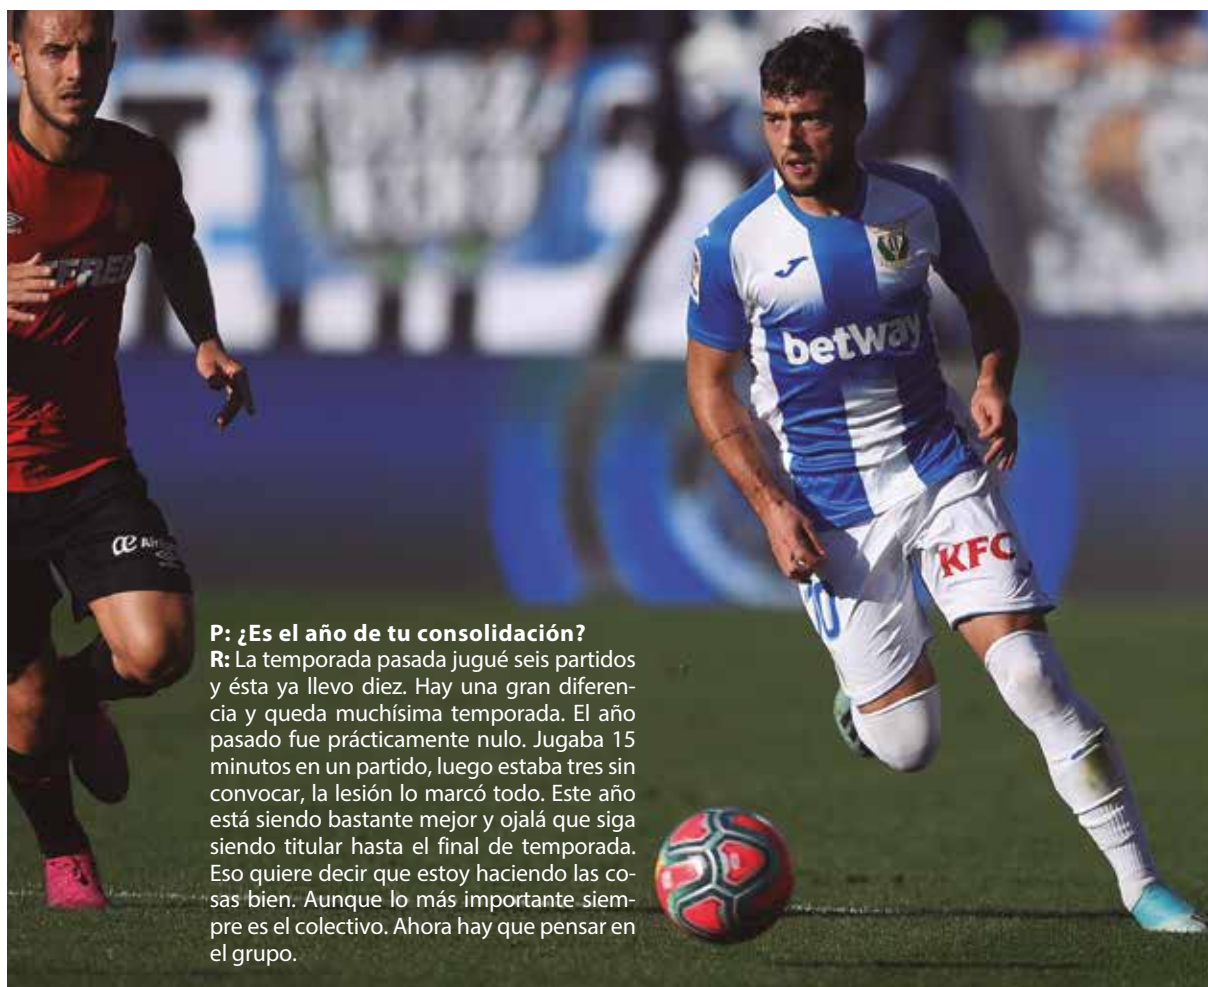 betway
KFC
10
P: ¿Es el año de tu consolidación?
R: La temporada pasada jugué seis partidos
y ésta ya llevo diez. Hay una gran diferen-
cia y queda muchísima temporada. El año
pasado fue prácticamente nulo. Jugaba 15
minutos en un partido, luego estaba tres sin
convocar, la lesión lo marcó todo. Este año
está siendo bastante mejor y ojalá que siga
siendo titular hasta el final de temporada.
Eso quiere decir que estoy haciendo las co-
sas bien. Aunque lo más importante siem-
pre es el colectivo. Ahora hay que pensar en
el grupo.